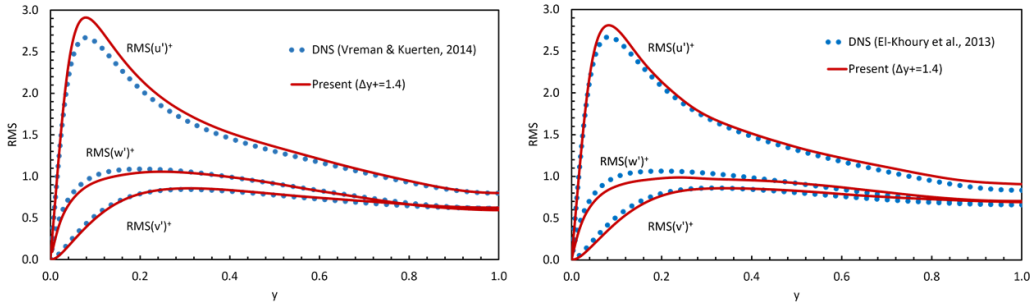 3.0
2.5
2.0
1.5
1.0
0.5
0.0
RMS
RMS(u')+
DNS (Vreman & Kuerten, 2014)
Present (Δy+=1.4)
RMS(w')+
RMS(v')+
0.0 0.2 0.4 0.6 0.8 1.0
y
3.0
2.5
2.0
1.5
1.0
0.5
0.0
RMS
RMS(u')+
DNS (El-Khoury et al., 2013)
Present (Δy+=1.4)
RMS(w')+
RMS(v')+
0.0 0.2 0.4 0.6 0.8 1.0
y